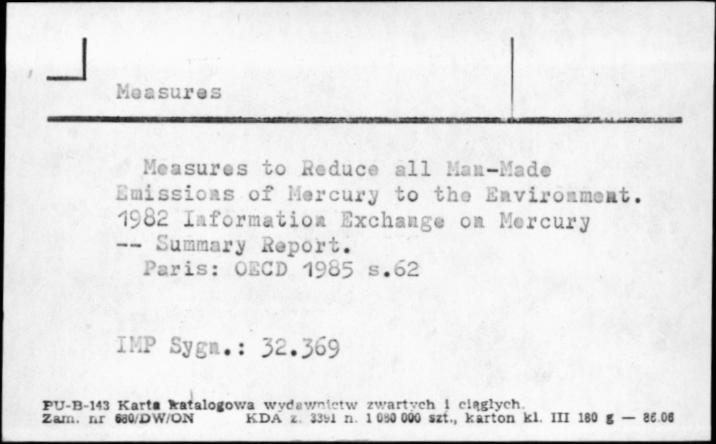 Measures
Measures to Reduce all Man-Made
Emissions of Mercury to the Environment.
1982 Information Exchange on Mercury
-- Summary Report.
Paris: OECD 1985 s.62
IMP Sygn.: 32.369
PU-B-143 Karta katalogowa wydawnictw zwartych i ciągłych.
Zam. nr 680/DW/ON KDA z. 3391 n. 1 080 000 szt., karton kl. III 180 g — 86.06